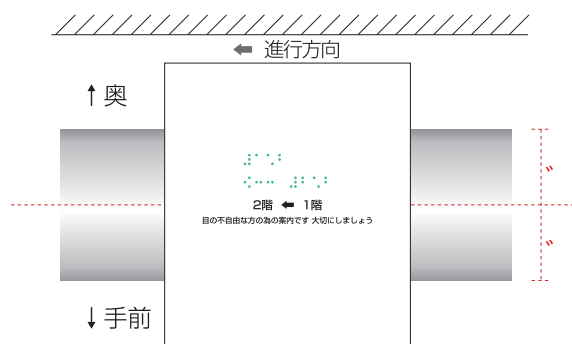 ← 進行方向
↑ 奥
2階 ← 1階
目の不自由な方の為の案内です 大切にしましょう
↓ 手前